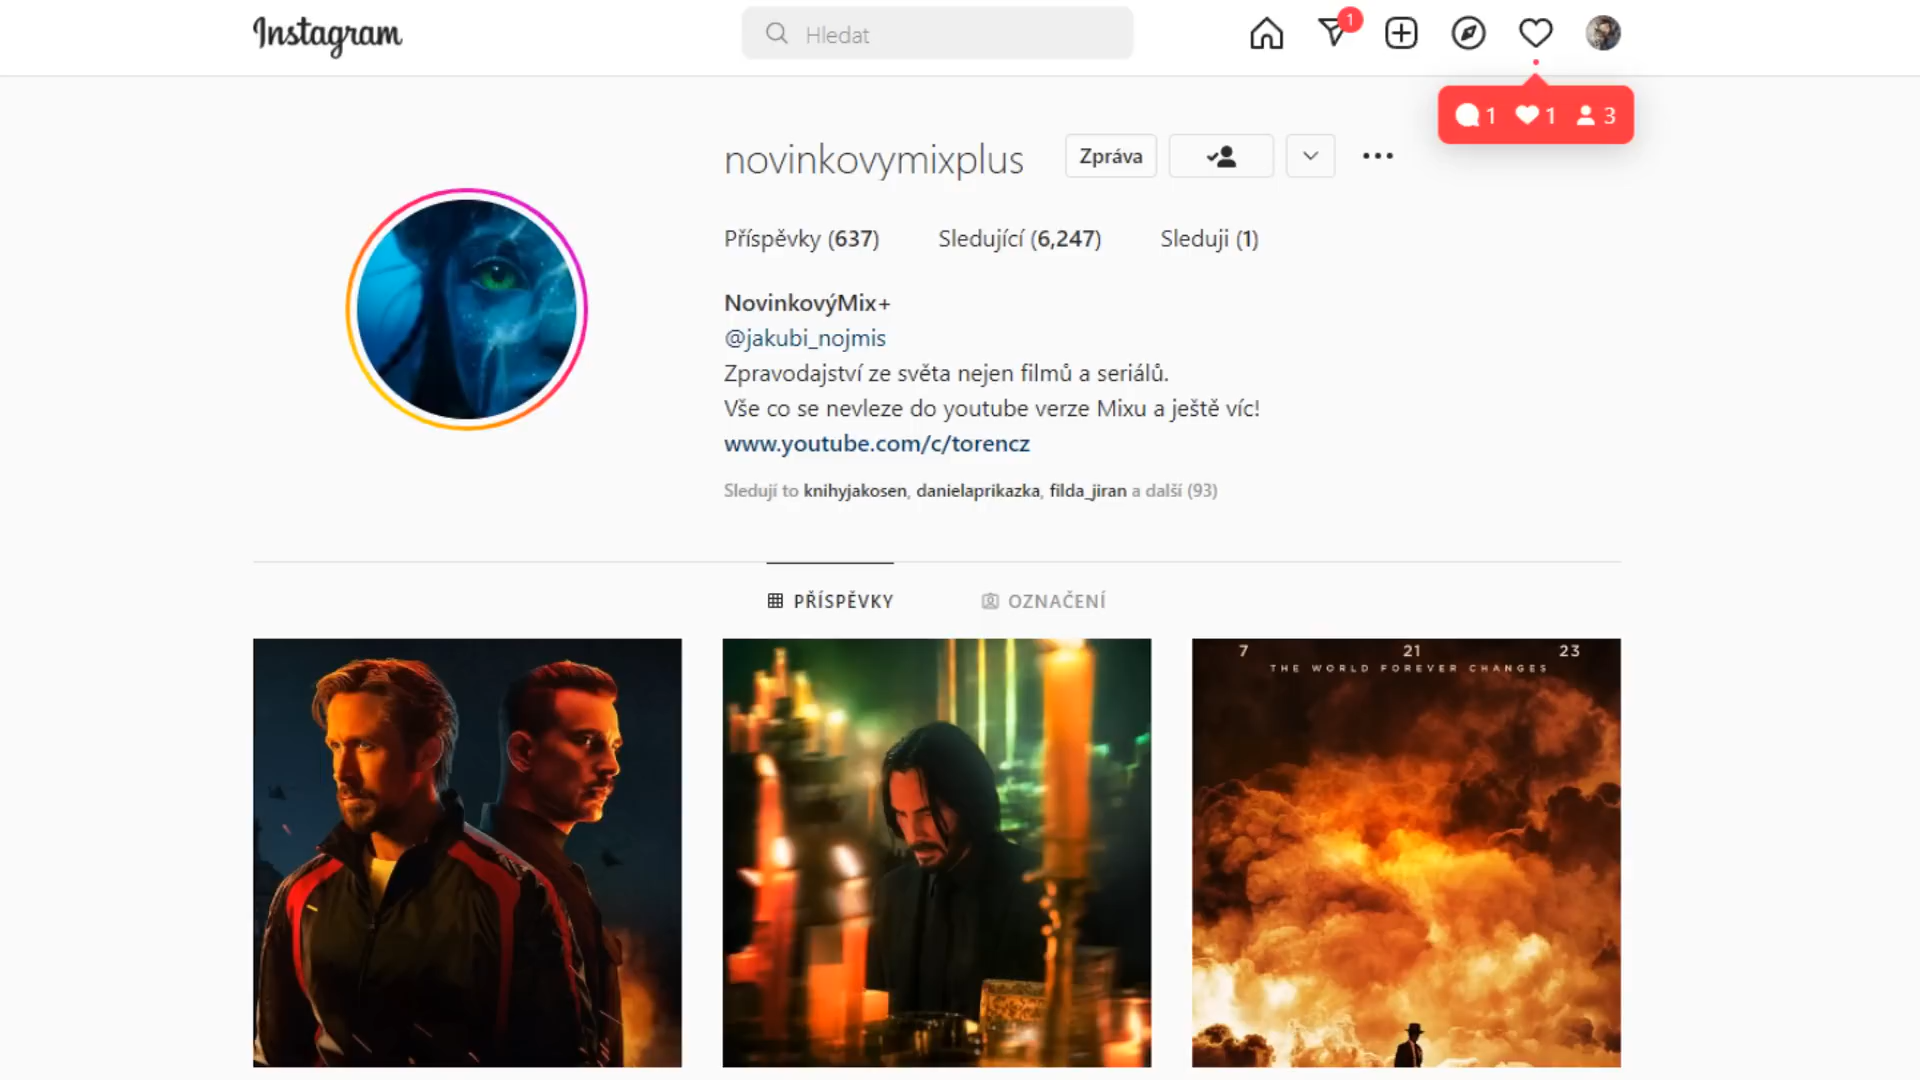 Instagram
Hledat
1
1 1 3
novinkovymixplus
Zpráva
Příspěvky (637) Sledující (6,247) Sleduji (1)
NovinkovýMix+
@jakubi_nojmis
Zpravodajství ze světa nejen filmů a seriálů.
Vše co se nevleze do youtube verze Mixu a ještě víc!
www.youtube.com/c/torencz
Sledují to knihyjakosen, danielaprikazka, filda_jiran a další (93)
PŘÍSPĚVKY OZNAČENÍ
7 21 23
THE WORLD FOREVER CHANGES